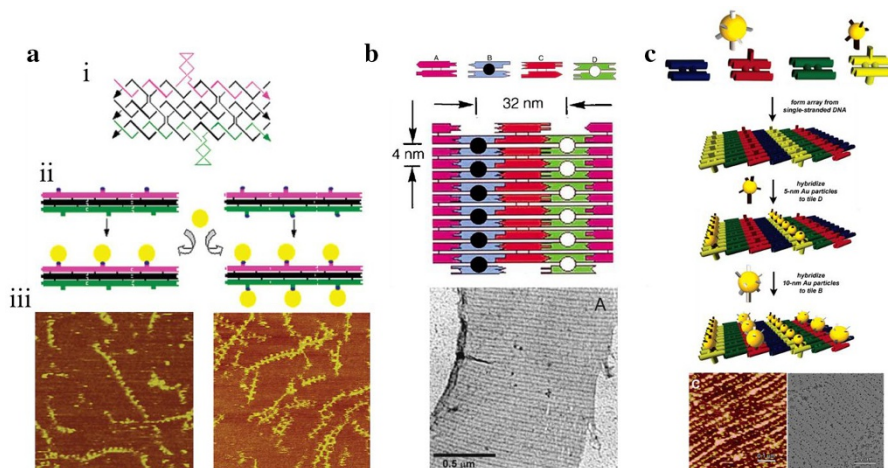 a
i
ii
iii
b
A B C D
32 nm
4 nm
A
0.5 μm
c
form array from
single-stranded DNA
hybridize
5-nm Au particles
to tile D
hybridize
10-nm Au particles
to tile B
c